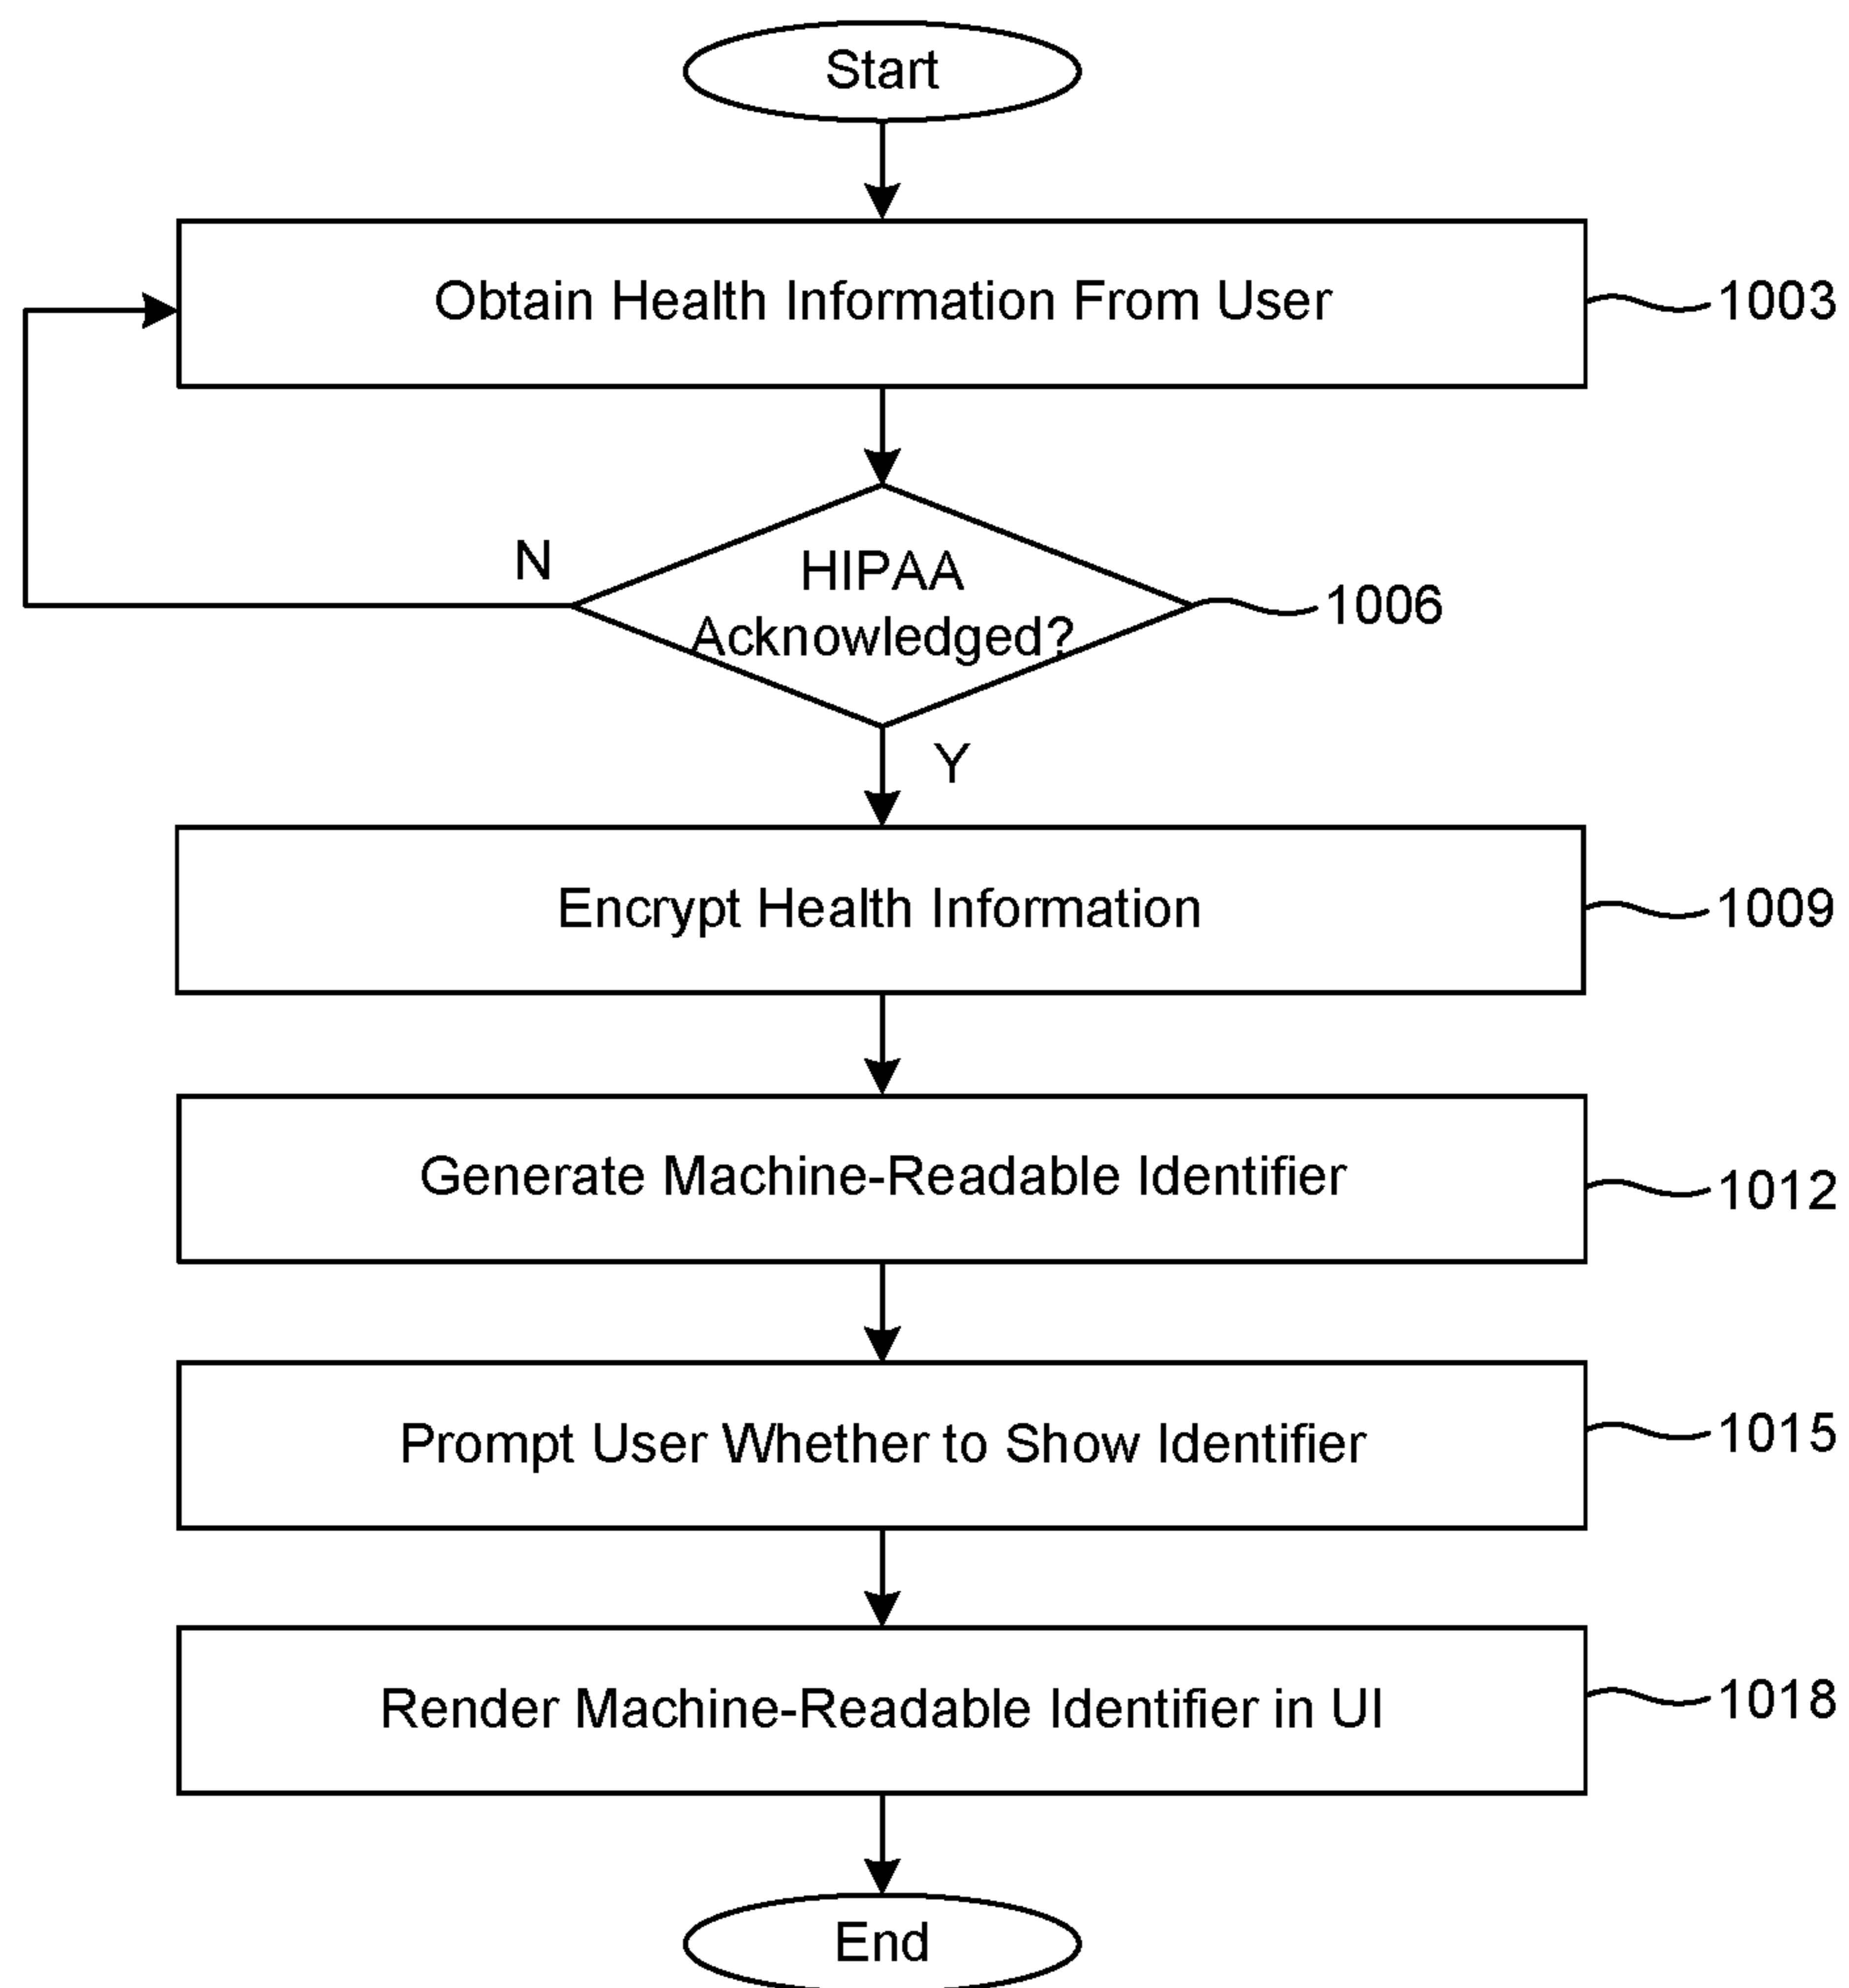 Start
Obtain Health Information From User
1003
N
HIPAA
Acknowledged?
1006
Y
Encrypt Health Information
1009
Generate Machine-Readable Identifier
1012
Prompt User Whether to Show Identifier
1015
Render Machine-Readable Identifier in UI
1018
End